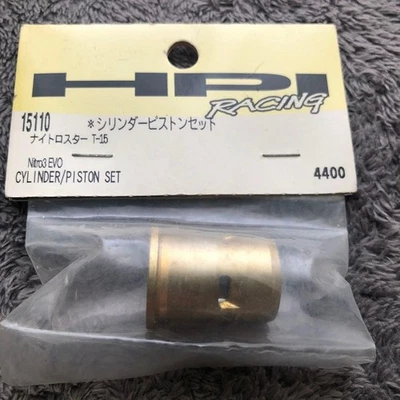 HPI
RACING
15110 *シリンダーピストンセット
ナイトロスター T-15
Nitro3 EVO
CYLINDER/PISTON SET 4400